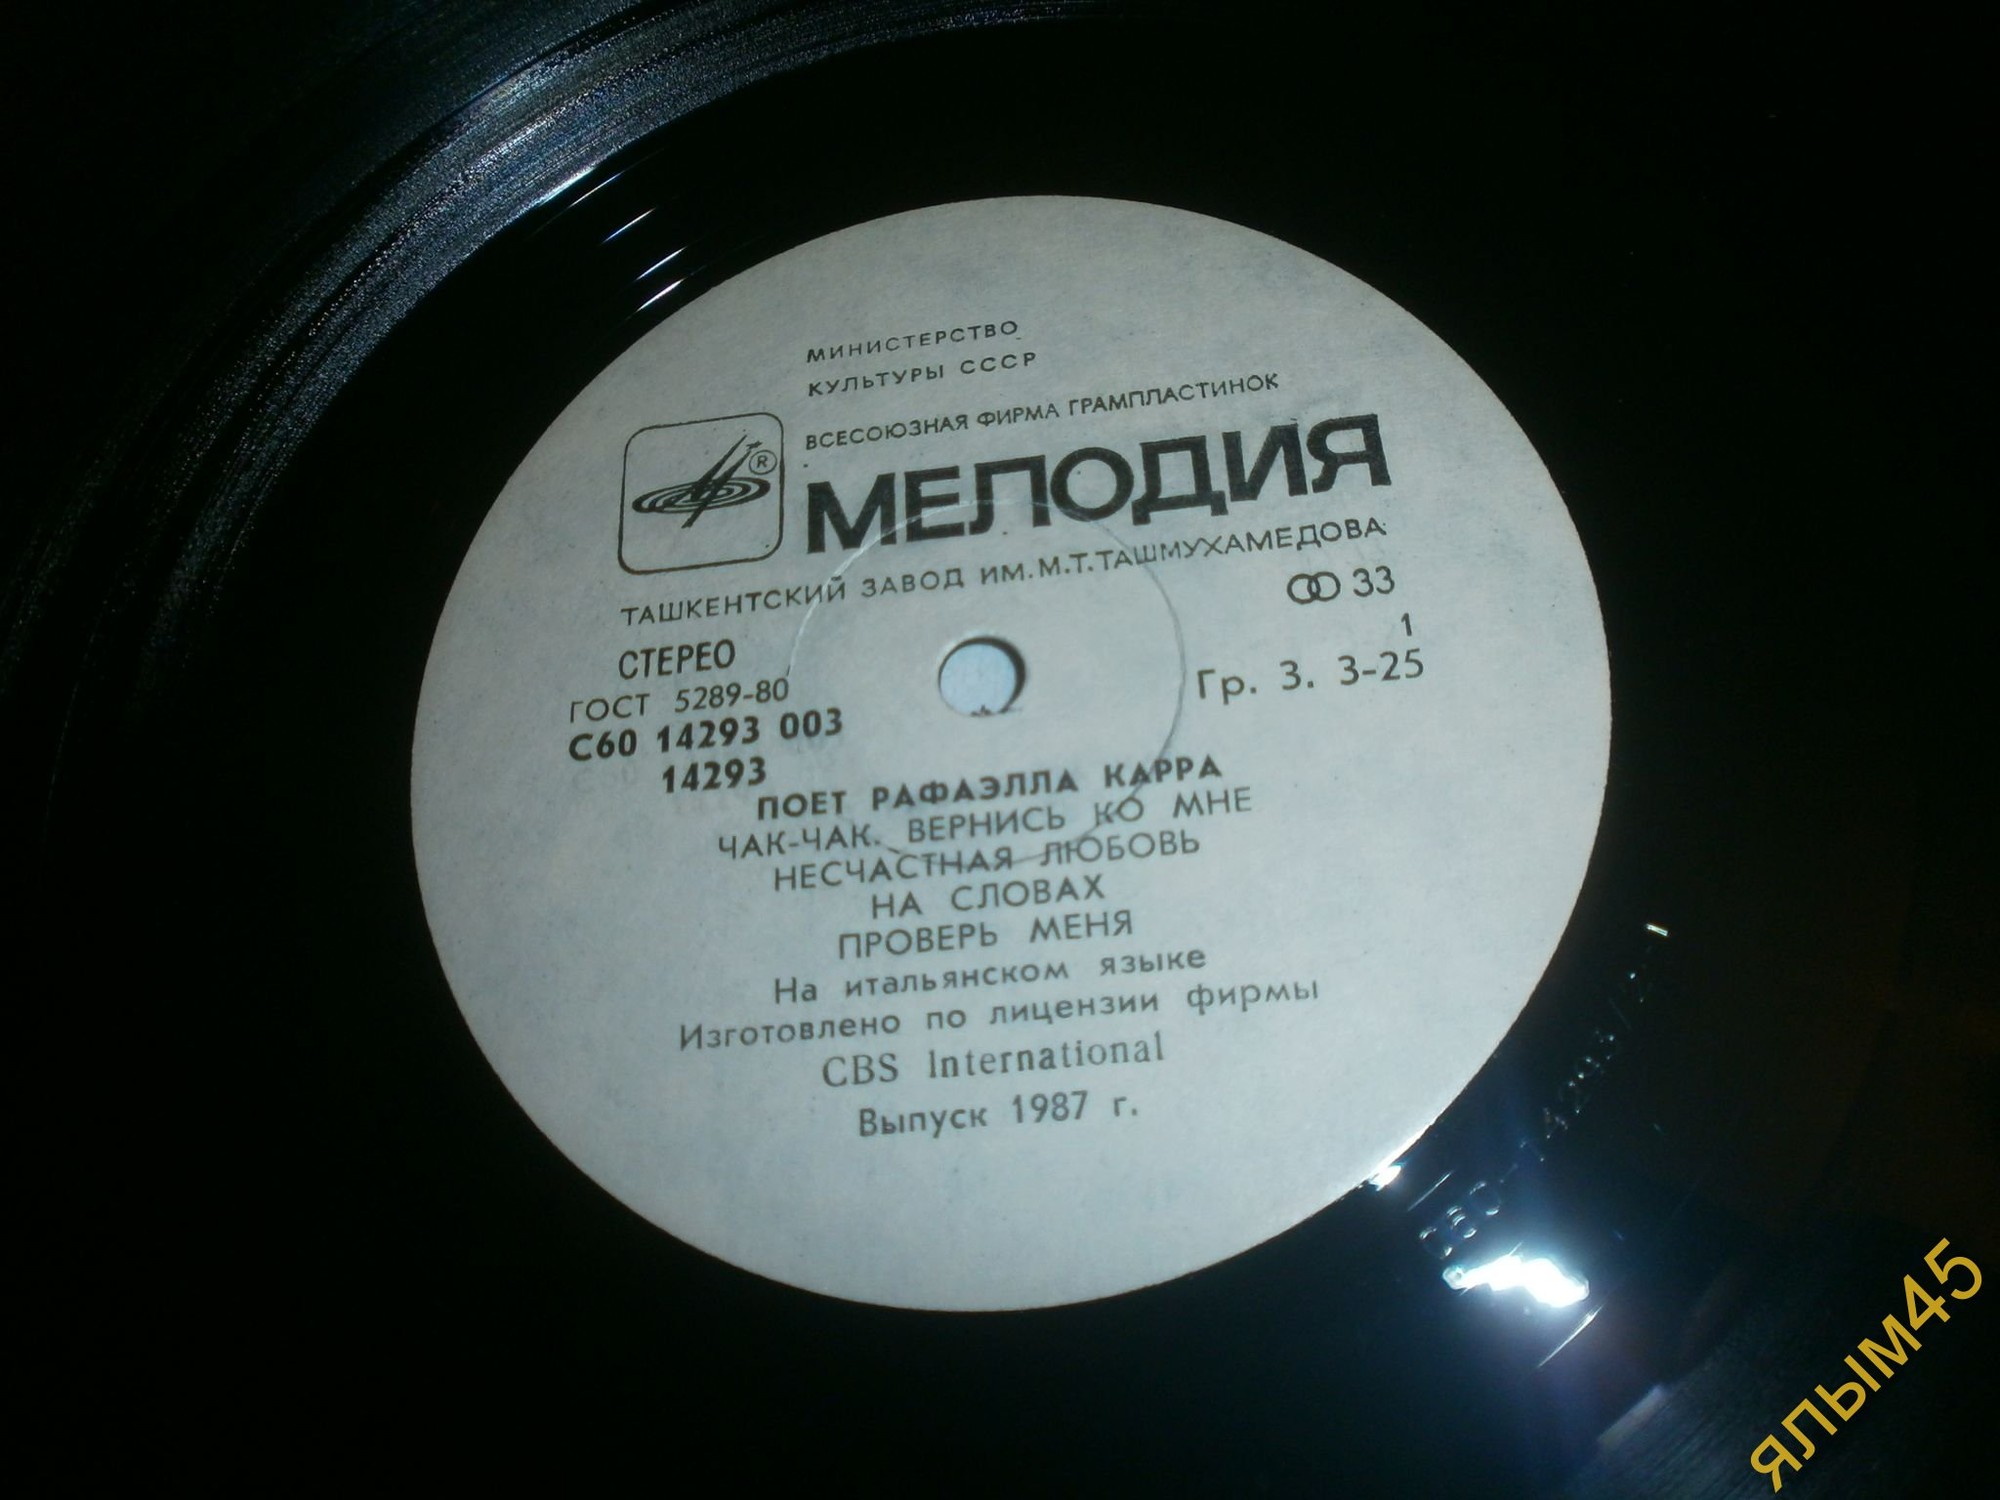 МИНИСТЕРСТВО
КУЛЬТУРЫ СССР
ВСЕСОЮЗНАЯ ФИРМА ГРАМПЛАСТИНОК
®
МЕЛОДИЯ
ТАШКЕНТСКИЙ ЗАВОД ИМ.М.Т.ТАШМУХАМЕДОВА
33
СТЕРЕО
1
ГОСТ 5289-80
Гр. 3. 3-25
С60 14293 003
14293
ПОЕТ РАФАЭЛЛА КАРРА
ЧАК-ЧАК. ВЕРНИСЬ КО МНЕ
НЕСЧАСТНАЯ ЛЮБОВЬ
НА СЛОВАХ
ПРОВЕРЬ МЕНЯ
На итальянском языке
Изготовлено по лицензии фирмы
CBS International
Выпуск 1987 г.
ялым45